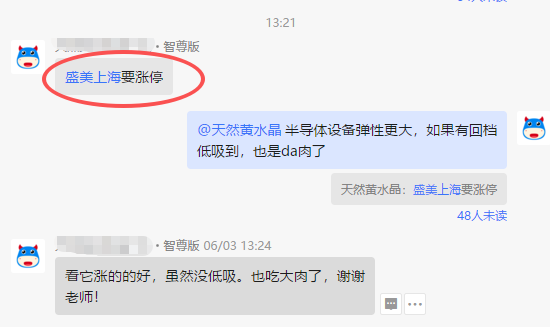 13:21
• 智尊版
盛美上海要涨停
@天然黄水晶 半导体设备弹性更大，如果有回档
低吸到，也是da肉了
天然黄水晶：盛美上海要涨停
48人未读
• 智尊版 06/03 13:24
看它涨的的好，虽然没低吸。也吃大肉了，谢谢
老师！